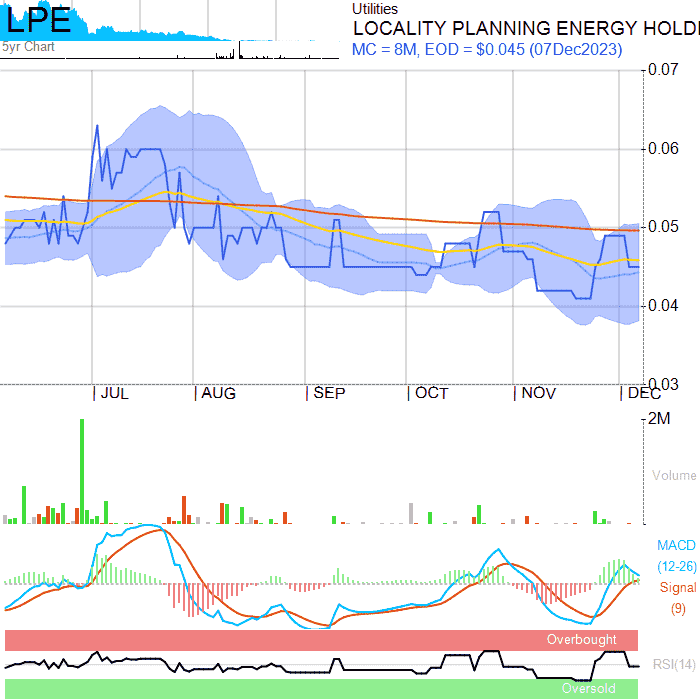 LPE
5yr Chart
Utilities
LOCALITY PLANNING ENERGY HOLDI
MC = 8M, EOD = $0.045 (07Dec2023)
0.07
0.06
0.05
0.04
0.03
JUL AUG SEP OCT NOV DEC
2M
Volume
MACD
(12-26)
Signal
(9)
Overbought
RSI(14)
Oversold